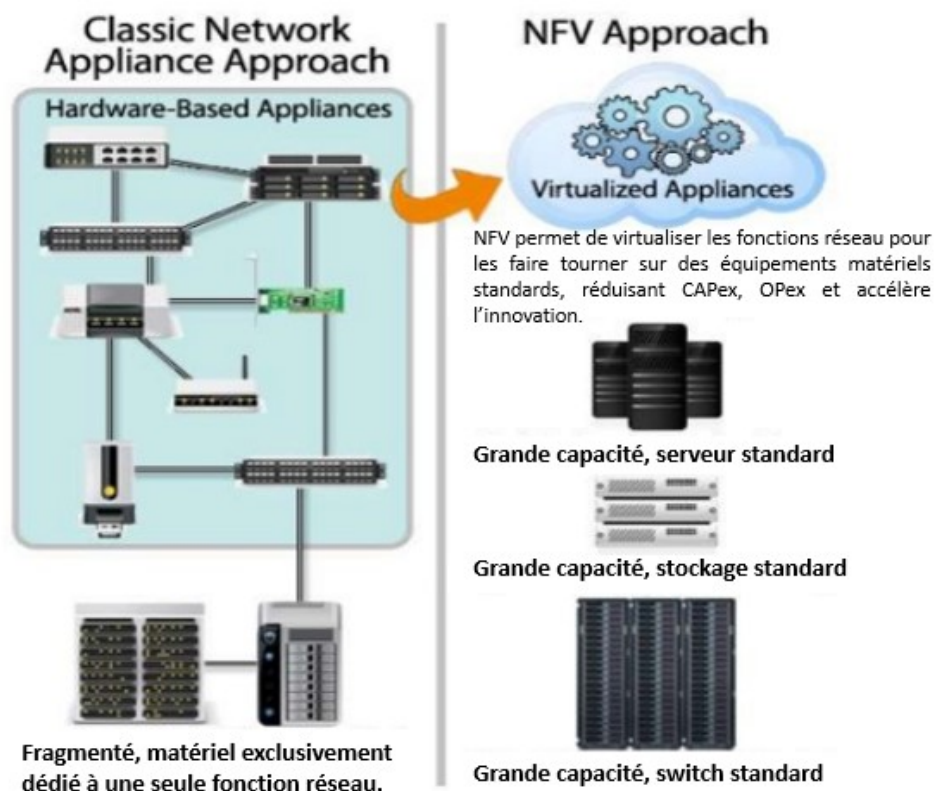 Classic Network
Appliance Approach
Hardware-Based Appliances
Fragmenté, matériel exclusivement
dédié à une seule fonction réseau.
NFV Approach
Virtualized Appliances
NFV permet de virtualiser les fonctions réseau pour
les faire tourner sur des équipements matériels
standards, réduisant CAPex, OPex et accélère
l’innovation.
Grande capacité, serveur standard
Grande capacité, stockage standard
Grande capacité, switch standard